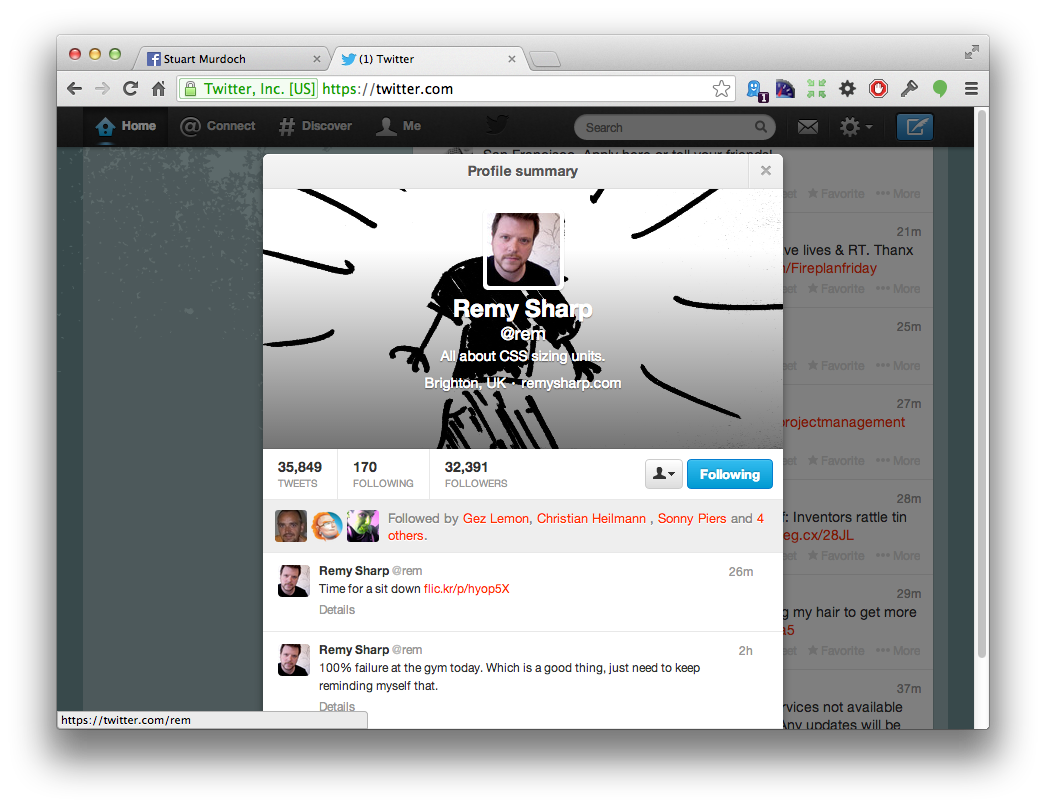 Stuart Murdoch
(1) Twitter
Twitter, Inc. [US] https://twitter.com
1
Home Connect Discover Me Search
San Francisco. Apply here or tell your friends!
Profile summary
Favorite More
21m
ve lives & RT. Thanx
n/Fireplanfriday
et Favorite More
Remy Sharp
@rem
25m
All about CSS sizing units.
et Favorite More
Brighton, UK · remysharp.com
27m
projectmanagement
et Favorite More
35,849 170 32,391
TWEETS FOLLOWING FOLLOWERS
Following
28m
f: Inventors rattle tin
eg.cx/28JL
et Favorite More
Followed by Gez Lemon, Christian Heilmann , Sonny Piers and 4
others.
Remy Sharp @rem 26m
Time for a sit down flic.kr/p/hyop5X
Details
29m
g my hair to get more
a5
et Favorite More
Remy Sharp @rem 2h
100% failure at the gym today. Which is a good thing, just need to keep
reminding myself that.
Details
37m
rvices not available
Any updates will be
https://twitter.com/rem